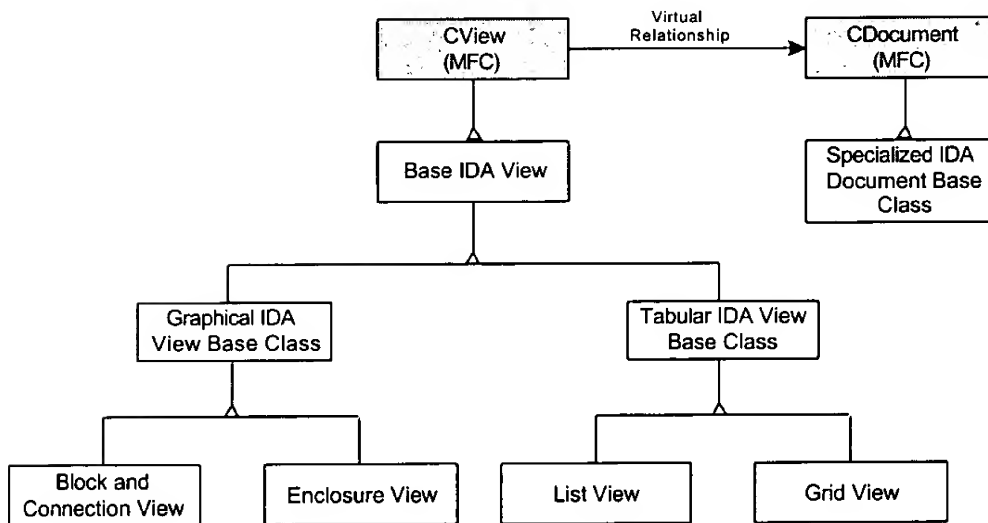 CView
(MFC)
Virtual
Relationship
CDocument
(MFC)
Base IDA View
Specialized IDA
Document Base
Class
Graphical IDA
View Base Class
Tabular IDA View
Base Class
Block and
Connection View
Enclosure View
List View
Grid View